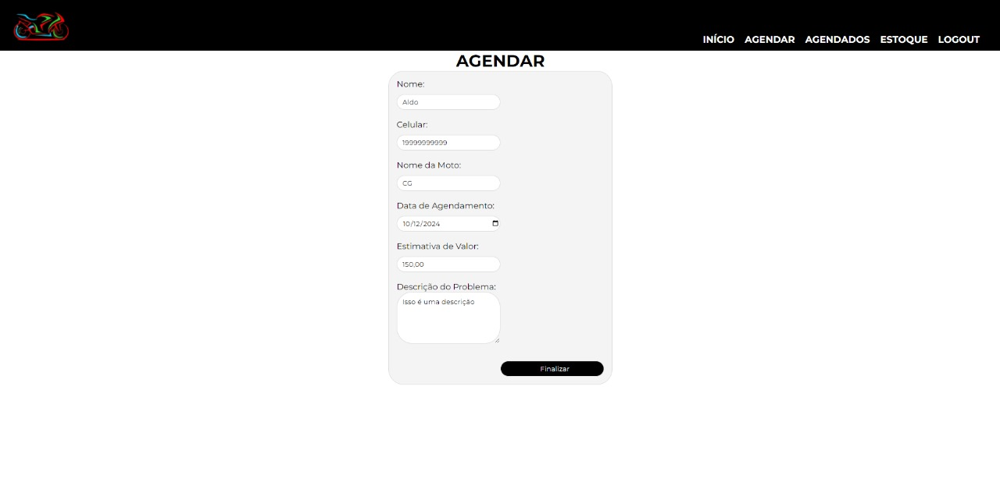 INÍCIO AGENDAR AGENDADOS ESTOQUE LOGOUT
AGENDAR
Nome:
Aldo
Celular:
19999999999
Nome da Moto:
CG
Data de Agendamento:
10/12/2024
Estimativa de Valor:
150,00
Descrição do Problema:
Isso é uma descrição
Finalizar